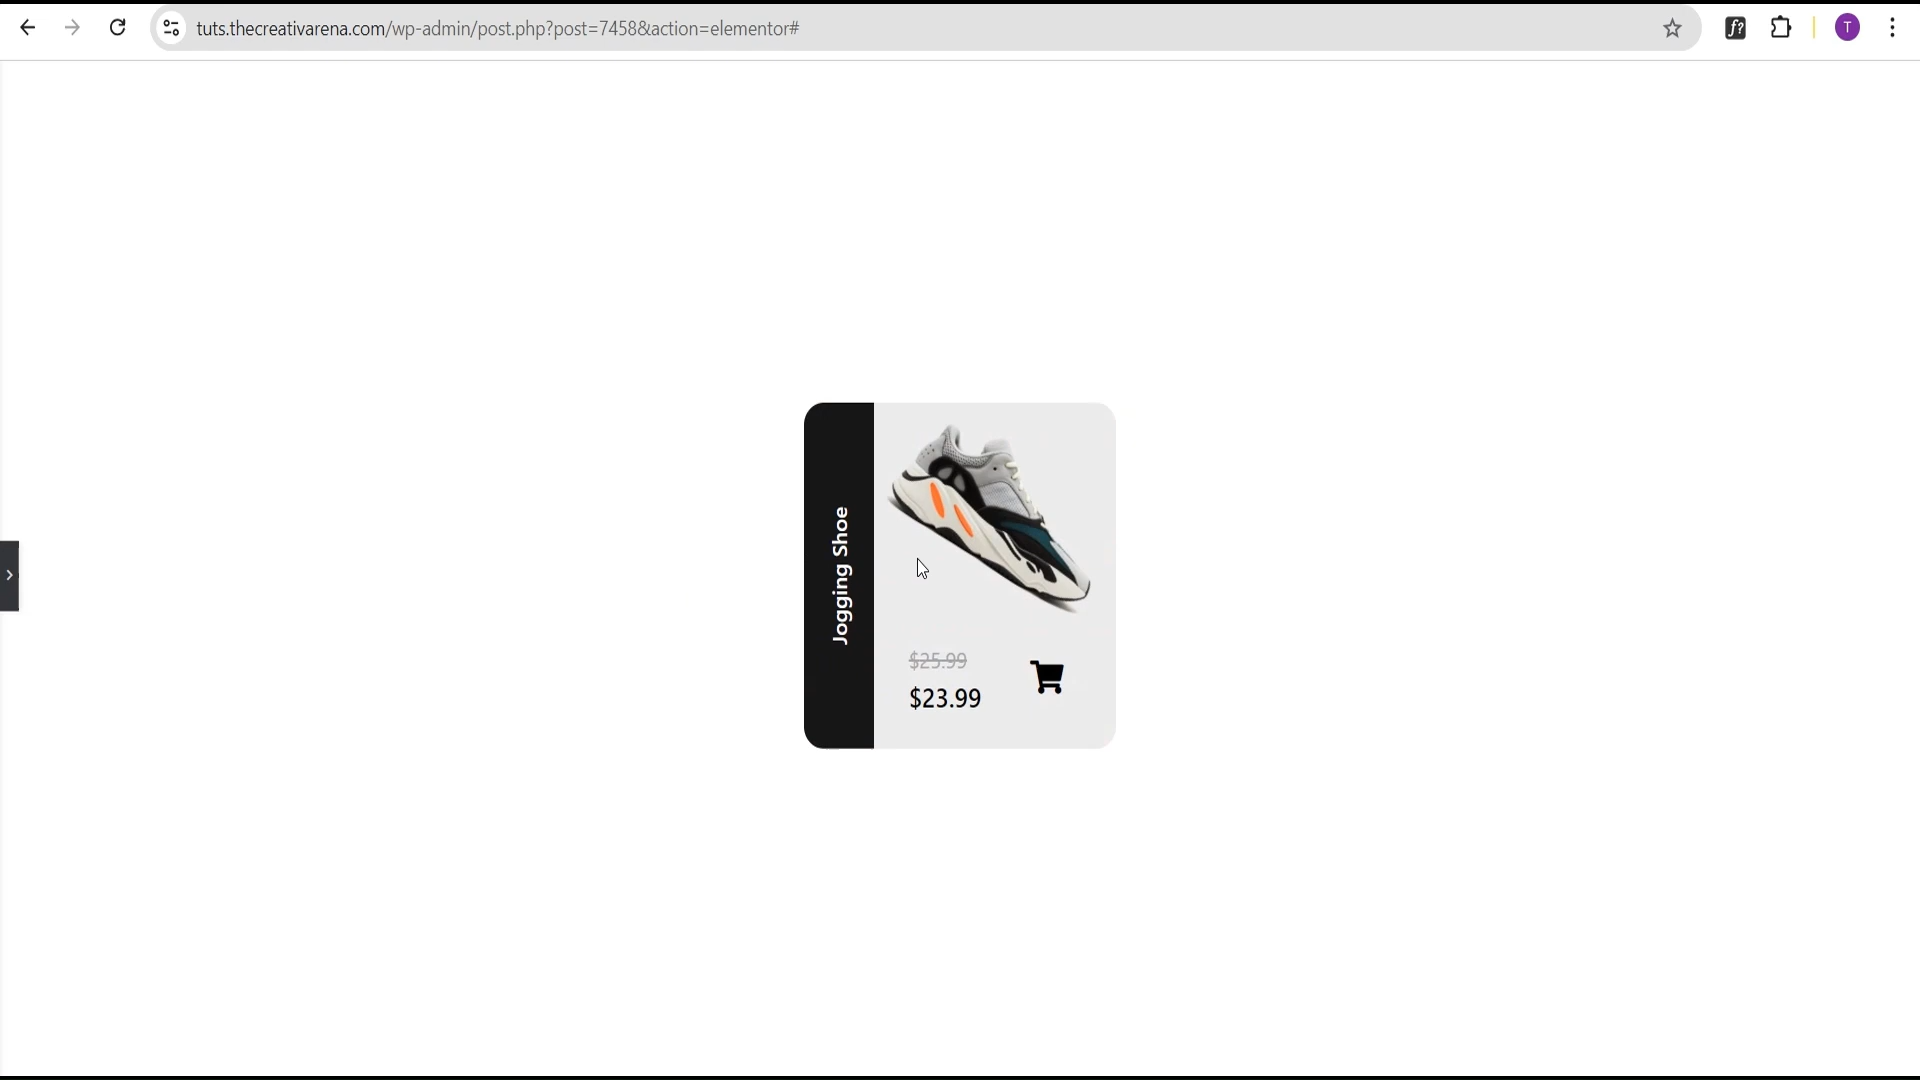 tuts.thecreativarena.com/wp-admin/post.php?post=7458&action=elementor#
f?
T
Jogging Shoe
$25.99
$23.99